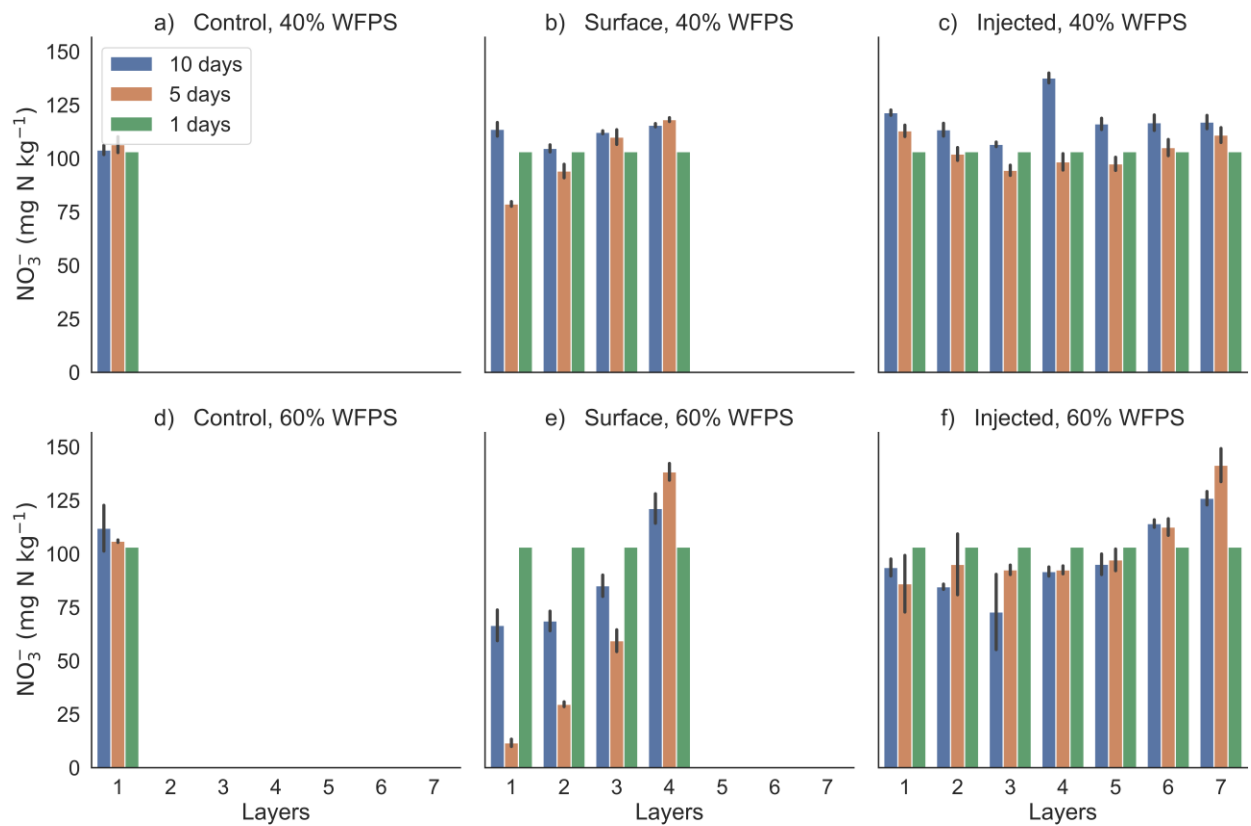 a) Control, 40% WFPS
b) Surface, 40% WFPS
c) Injected, 40% WFPS
150
125
100
75
50
25
0
NO₃⁻ (mg N kg⁻¹)
10 days
5 days
1 days
d) Control, 60% WFPS
e) Surface, 60% WFPS
f) Injected, 60% WFPS
150
125
100
75
50
25
0
NO₃⁻ (mg N kg⁻¹)
1 2 3 4 5 6 7
1 2 3 4 5 6 7
1 2 3 4 5 6 7
Layers
Layers
Layers